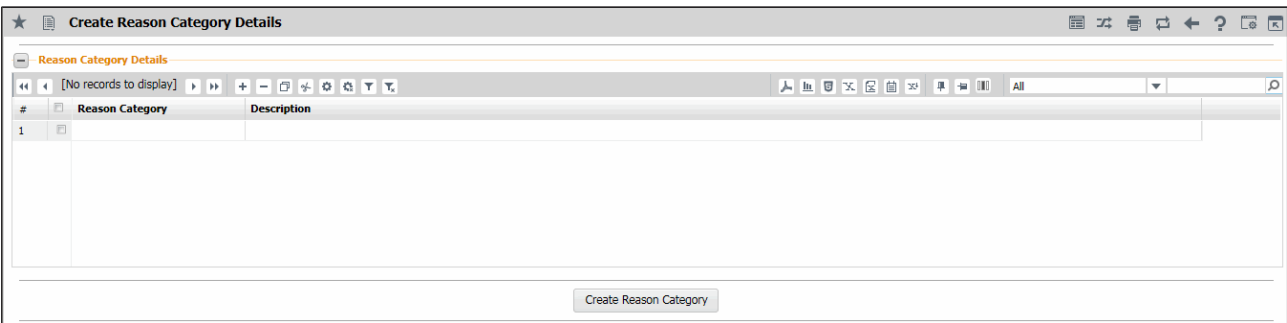 Create Reason Category Details
Reason Category Details
[No records to display] All
# Reason Category Description
1
Create Reason Category